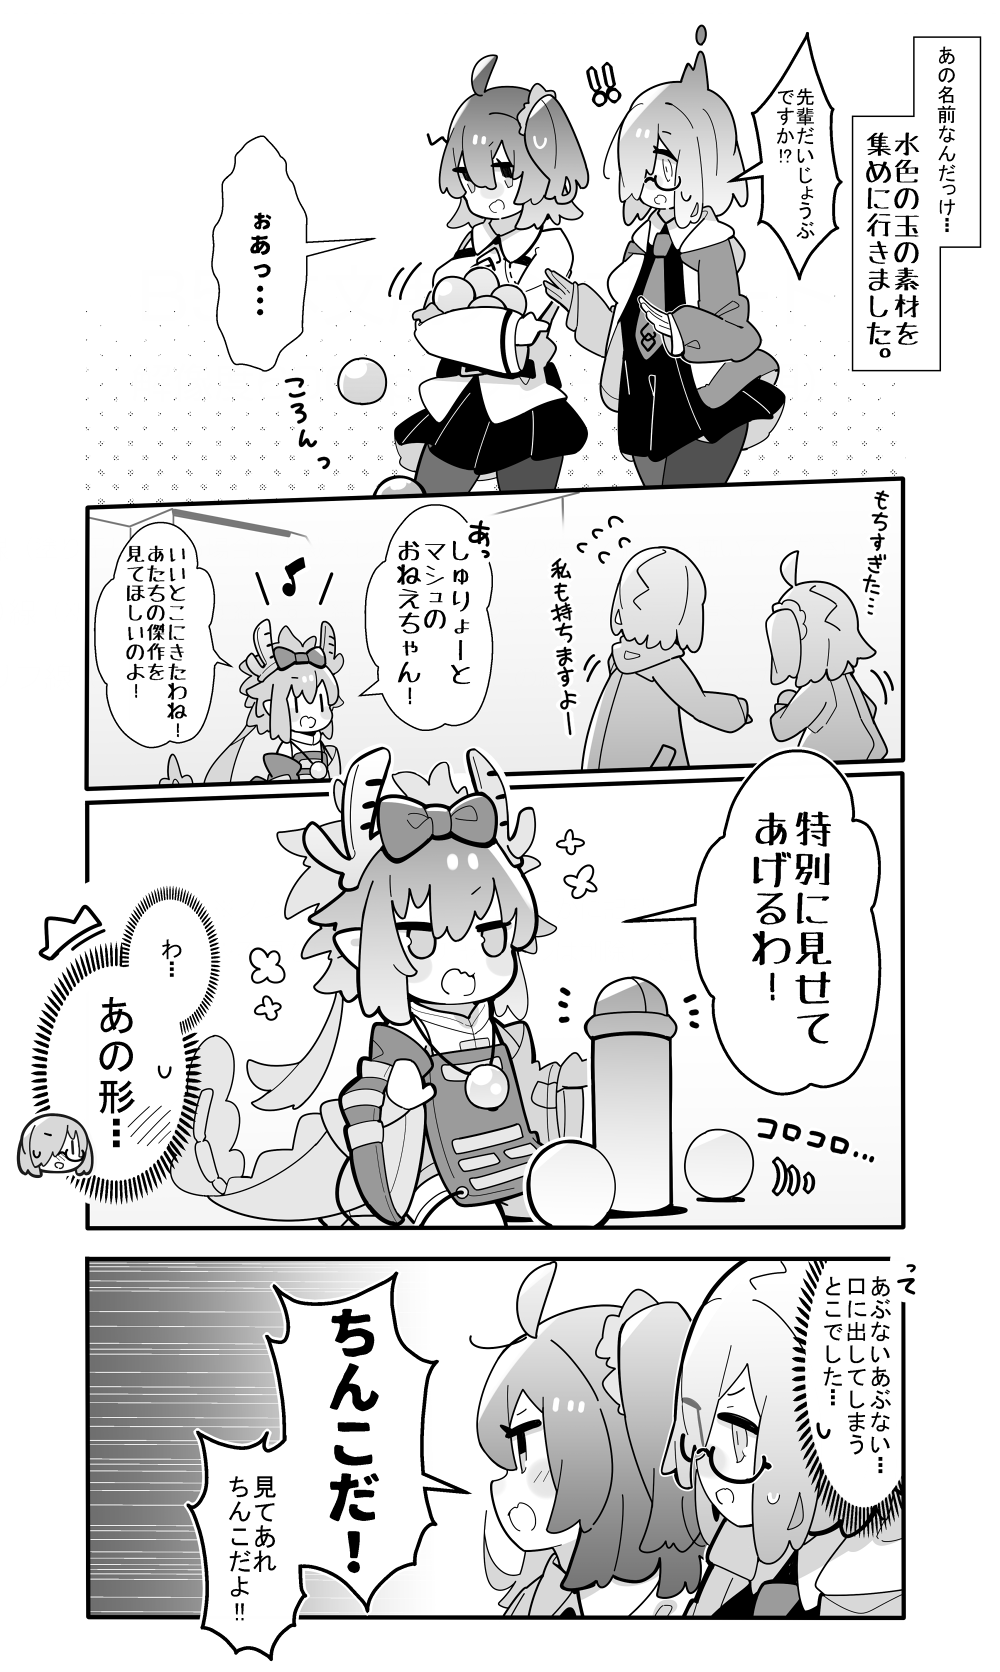 あの名前なんだっけ…
水色の玉の素材を
集めに行きました。
先輩だいじょうぶ
ですか!?
!!
ぉあっ…
ころんっ
もちすぎた…
私も持ちますよー
あっ
しゅりょーと
マシュの
おねえちゃん!
いいとこにきたわね!
あたちの傑作を
見てほしいのよ!
特別に見せて
あげるわ!
コロコロ…
わ…
あの形…
って
あぶないあぶない…
口に出してしまう
とこでした…
ちんこだ!
見てあれ
ちんこだよ!!